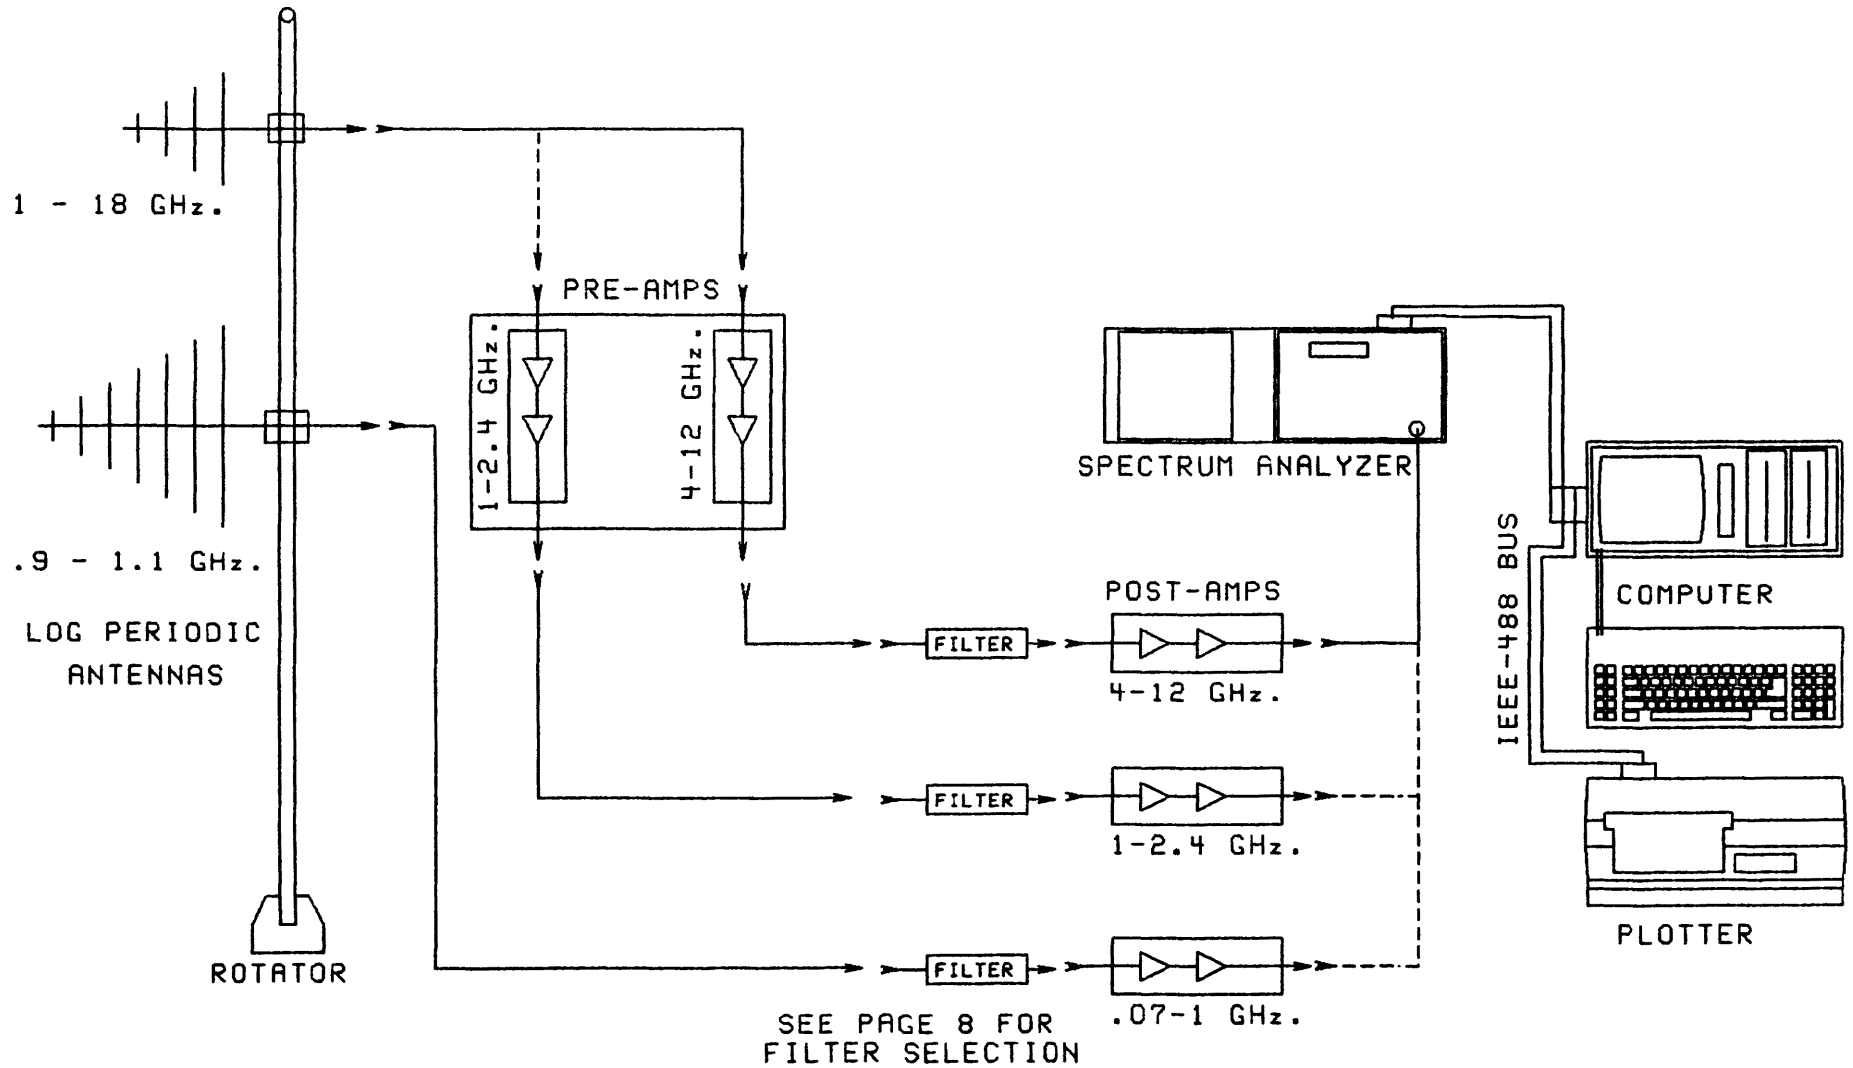 1 - 18 GHz.
PRE-AMPS
1-2.4 GHz.
4-12 GHz.
.9 - 1.1 GHz.
LOG PERIODIC
ANTENNAS
ROTATOR
SPECTRUM ANALYZER
IEEE-488 BUS
COMPUTER
POST-AMPS
FILTER
4-12 GHz.
FILTER
1-2.4 GHz.
PLOTTER
FILTER
.07-1 GHz.
SEE PAGE 8 FOR
FILTER SELECTION